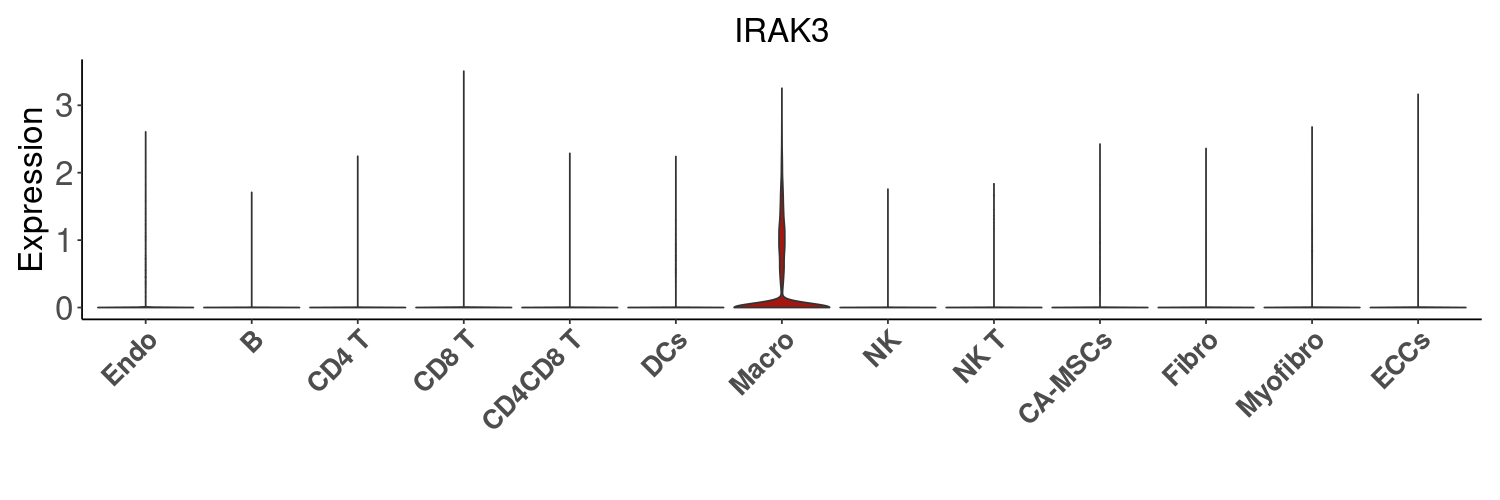 IRAK3
Expression
3
2
1
0
Endo
B
CD4 T
CD8 T
CD4CD8 T
DCs
Macro
NK
NK T
CA-MSCs
Fibro
Myofibro
ECCs